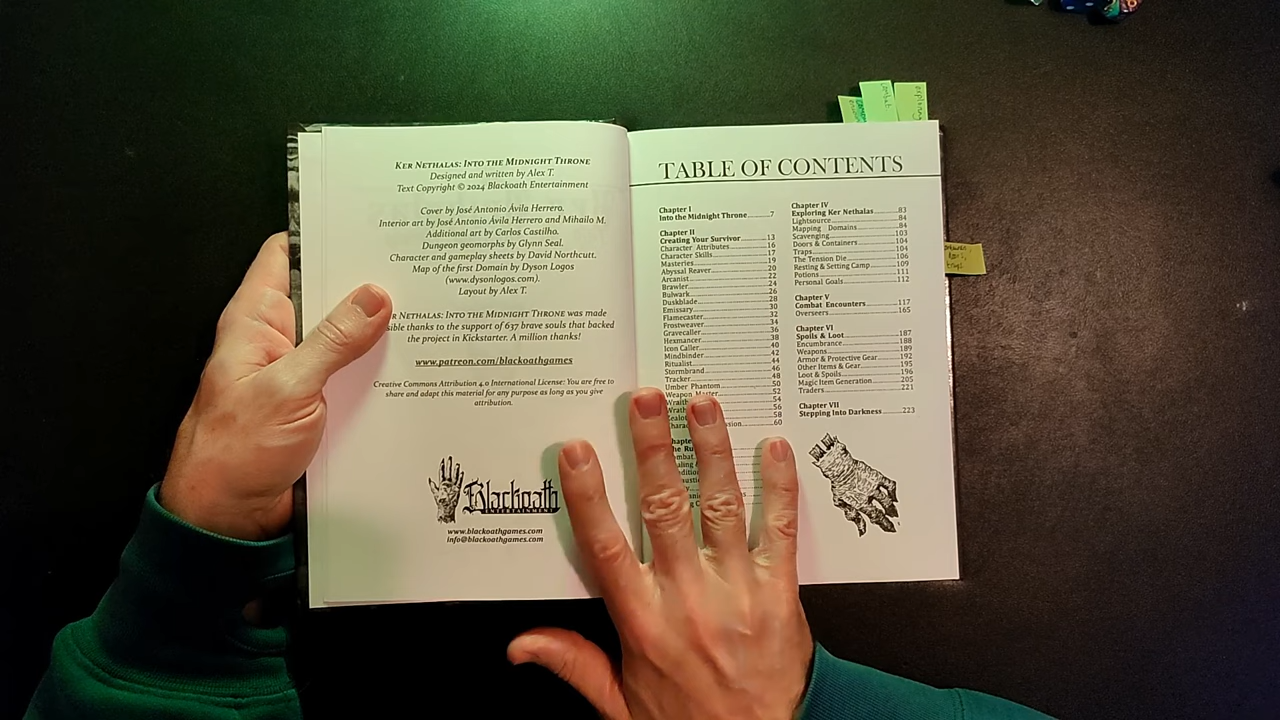 KER NETHALAS: INTO THE MIDNIGHT THRONE
Designed and written by Alex T.
Text Copyright © 2024 Blackoath Entertainment
Cover by José Antonio Ávila Herrero.
Interior art by José Antonio Ávila Herrero and Mihailo M.
Additional art by Carlos Castilho.
Dungeon geomorphs by Glynn Seal.
Character and gameplay sheets by David Northcutt.
Map of the first Domain by Dyson Logos
(www.dysonlogos.com).
Layout by Alex T.
NETHALAS: INTO THE MIDNIGHT THRONE was made
thanks to the support of 637 brave souls that backed
the project in Kickstarter. A million thanks!
www.patreon.com/blackoathgames
Creative Commons Attribution 4.0 International License: You are free to
share and adapt this material for any purpose as long as you give
attribution.
Blackoath
ENTERTAINMENT
www.blackoathgames.com
info@blackoathgames.com
TABLE OF CONTENTS
Chapter I
Into the Midnight Throne 7
Chapter II
Creating Your Survivor 13
Character Attributes 16
Character Skills 17
Masteries 19
Abyssal Reaver 20
Arcanist 22
Brawler 24
Bulwark 26
Duskblade 28
Emissary 30
Flamecaster 32
Frostweaver 34
Gravecaller 36
Hexmancer 38
Icon Caller 40
Mindbinder 42
Ritualist 44
Stormbrand 46
Tracker 48
Umber Phantom 50
Weapon Master 52
54
56
58
60
Chapter IV
Exploring Ker Nethalas 83
Lightsource 84
Mapping Domains 84
Scavenging 103
Doors & Containers 104
Traps 104
The Tension Die 106
Resting & Setting Camp 109
Potions 111
Personal Goals 112
Chapter V
Combat Encounters 117
Overseers 165
Chapter VI
Spoils & Loot 187
Encumbrance 188
Weapons 189
Armor & Protective Gear 192
Other Items & Gear 195
Loot & Spoils 196
Magic Item Generation 205
Traders 221
Chapter VII
Stepping Into Darkness 223
combat